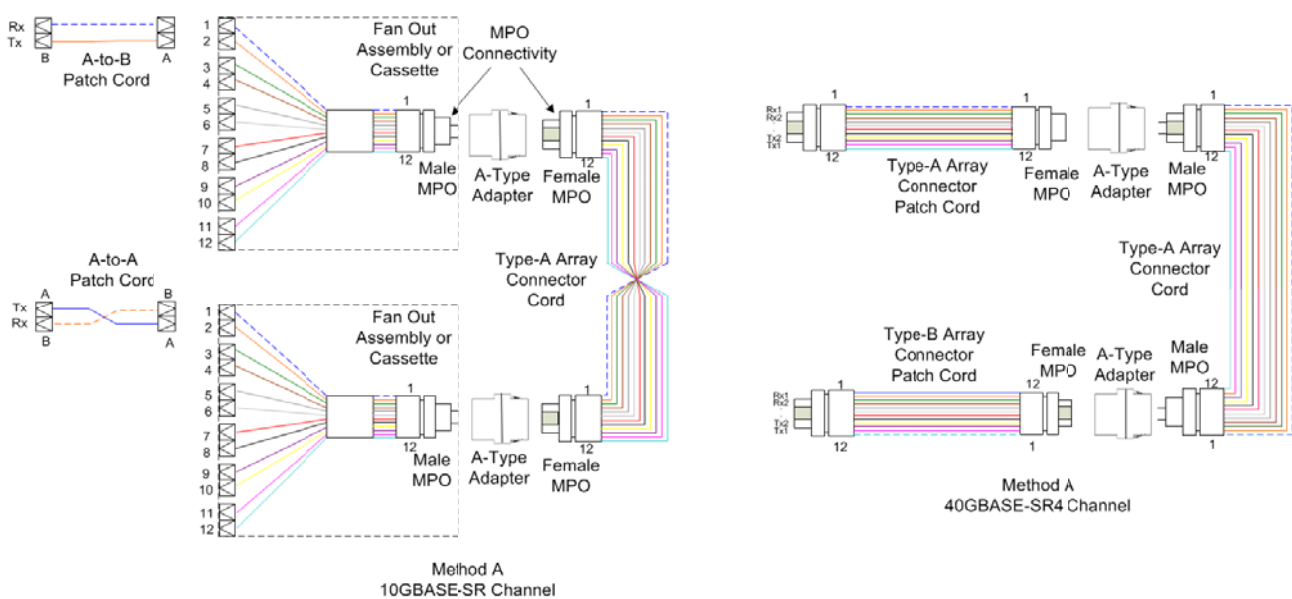 Rx
Tx
B
A
A-to-B
Patch Cord
1
2
3
4
5
6
7
8
9
10
11
12
Fan Out
Assembly or
Cassette
MPO
Connectivity
1
12
Male
MPO
A-Type
Adapter
1
12
Female
MPO
Type-A Array
Connector
Cord
A-to-A
Patch Cord
Tx
Rx
A
B
B
A
1
2
3
4
5
6
7
8
9
10
11
12
Fan Out
Assembly or
Cassette
1
12
Male
MPO
A-Type
Adapter
1
12
Female
MPO
Method A
10GBASE-SR Channel
Rx1
Rx2
Tx2
Tx1
1
12
Type-A Array
Connector
Patch Cord
1
12
Female
MPO
A-Type
Adapter
1
12
Male
MPO
Type-A Array
Connector
Cord
Rx1
Rx2
Tx2
Tx1
1
12
Type-B Array
Connector
Patch Cord
Female
MPO
12
1
A-Type
Adapter
Male
MPO
12
1
Method A
40GBASE-SR4 Channel